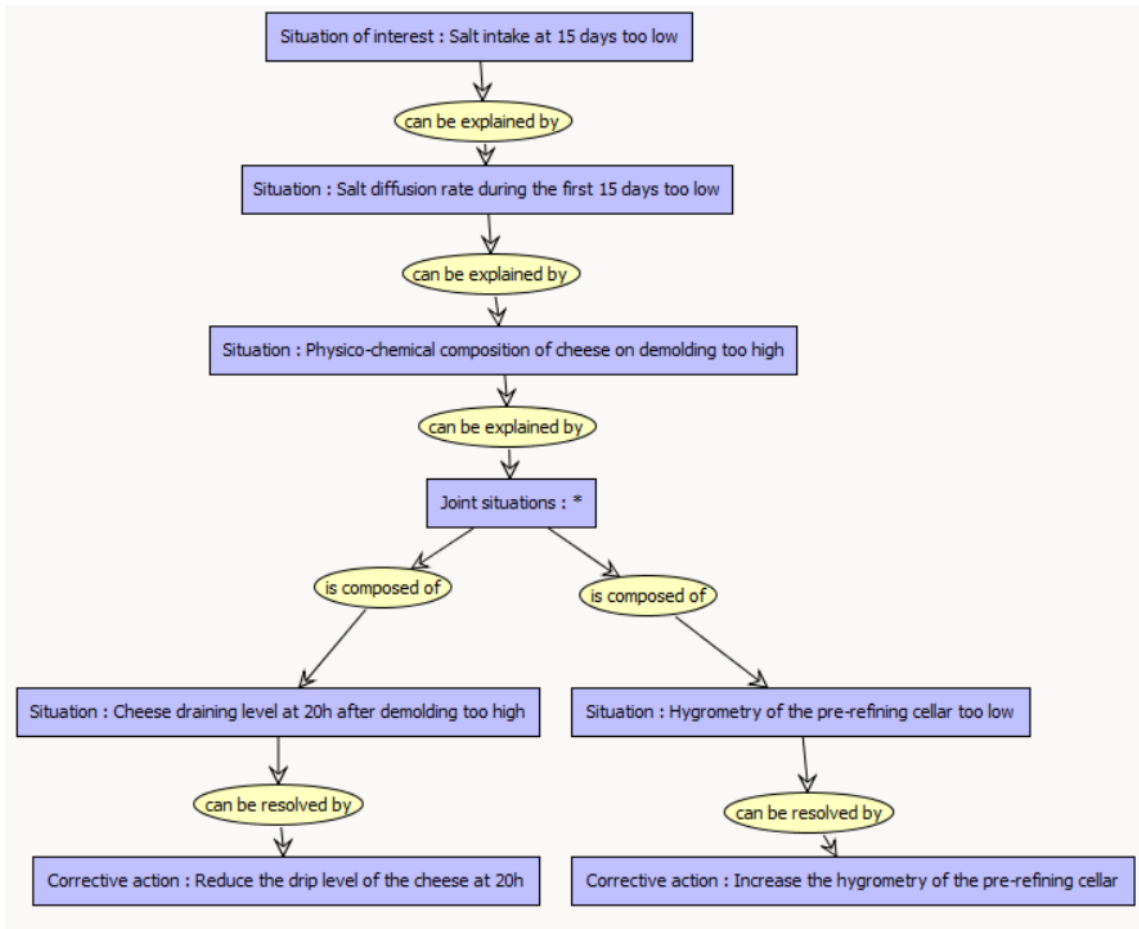 Situation of interest : Salt intake at 15 days too low
can be explained by
Situation : Salt diffusion rate during the first 15 days too low
can be explained by
Situation : Physico-chemical composition of cheese on demolding too high
can be explained by
Joint situations : *
is composed of
is composed of
Situation : Cheese draining level at 20h after demolding too high
Situation : Hygrometry of the pre-refining cellar too low
can be resolved by
can be resolved by
Corrective action : Reduce the drip level of the cheese at 20h
Corrective action : Increase the hygrometry of the pre-refining cellar